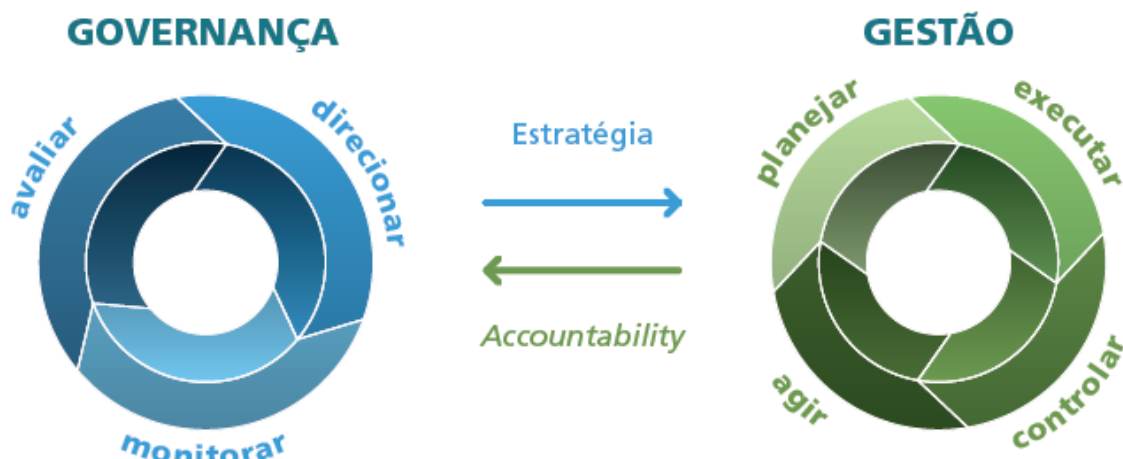 GOVERNANÇA
avaliar
direcionar
monitorar
Estratégia
Accountability
GESTÃO
planejar
executar
controlar
agir